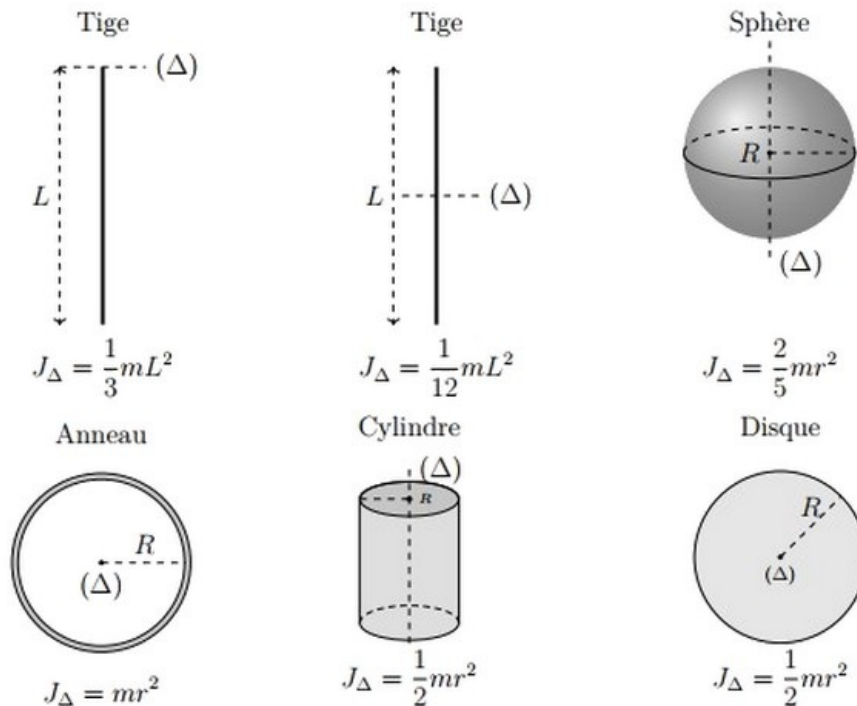 Tige Tige Sphère
(Δ)
L
L (Δ)
R
(Δ)
J_Δ = 1/3 mL² J_Δ = 1/12 mL² J_Δ = 2/5 mr²
Anneau Cylindre Disque
(Δ)
R
R
R
(Δ)
(Δ)
J_Δ = mr² J_Δ = 1/2 mr² J_Δ = 1/2 mr²